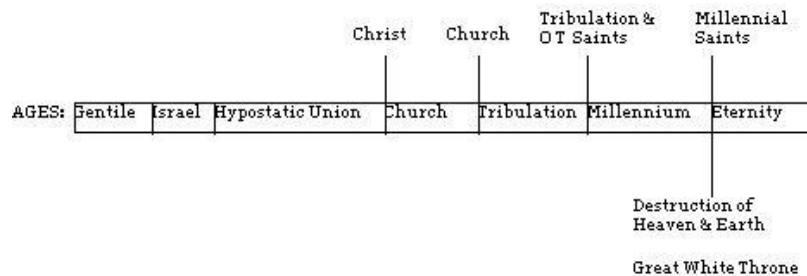 Tribulation &
OT Saints
Millennial
Saints
Christ
Church
AGES:
Gentile
Israel
Hypostatic Union
Church
Tribulation
Millennium
Eternity
Destruction of
Heaven & Earth
Great White Throne